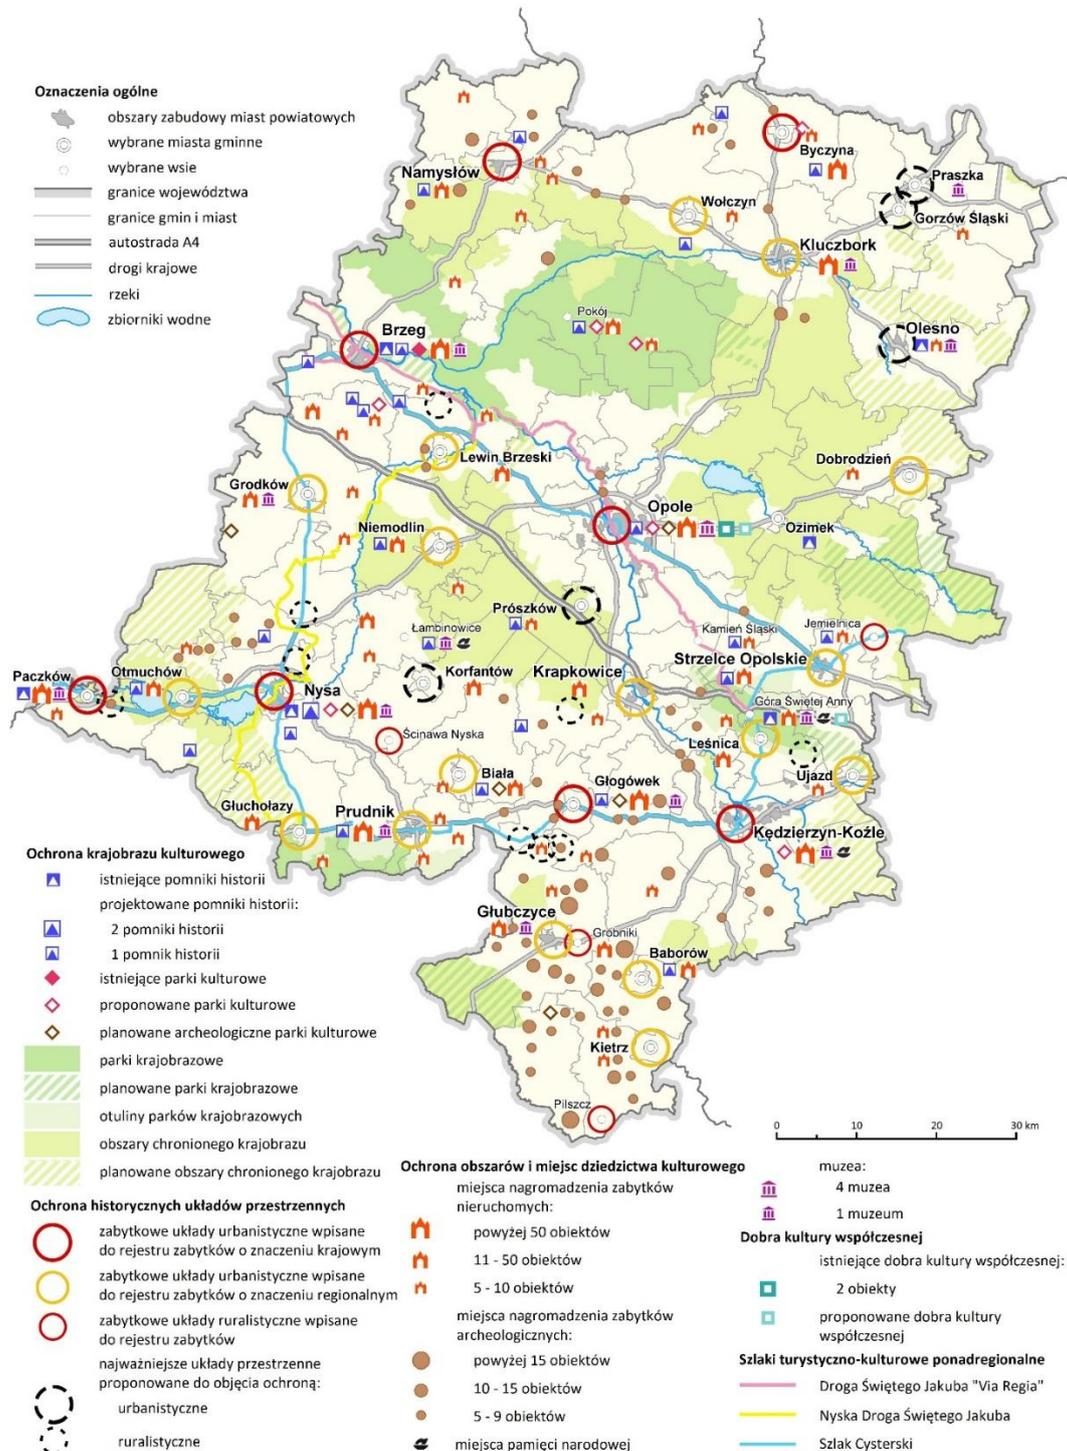 Oznaczenia ogólne
obszary zabudowy miast powiatowych
wybrane miasta gminne
wybrane wsie
granice województwa
granice gmin i miast
autostrada A4
drogi krajowe
rzeki
zbiorniki wodne
Namysłów
Byczyna
Praszka
Gorzów Śląski
Wołczyn
Kluczbork
Pokój
Olesno
Brzeg
Lewin Brzeski
Dobrodzień
Grodków
Opole
Niemodlin
Ozimek
Prószków
Łambinowice
Kamień Śląski
Jemielnica
Strzelce Opolskie
Paczków
Otmuchów
Nysa
Korfantów
Krapkowice
Góra Świętej Anny
Ścinawa Nyska
Leśnica
Ujazd
Biała
Głogówek
Głuchołazy
Prudnik
Kędzierzyn-Koźle
Głubczyce
Grobniki
Baborów
Kietrz
Pilszcz
0 10 20 30 km
Ochrona krajobrazu kulturowego
istniejące pomniki historii
projektowane pomniki historii:
2 pomniki historii
1 pomnik historii
istniejące parki kulturowe
proponowane parki kulturowe
planowane archeologiczne parki kulturowe
parki krajobrazowe
planowane parki krajobrazowe
otuliny parków krajobrazowych
obszary chronionego krajobrazu
planowane obszary chronionego krajobrazu
Ochrona historycznych układów przestrzennych
zabytkowe układy urbanistyczne wpisane
do rejestru zabytków o znaczeniu krajowym
zabytkowe układy urbanistyczne wpisane
do rejestru zabytków o znaczeniu regionalnym
zabytkowe układy ruralistyczne wpisane
do rejestru zabytków
najważniejsze układy przestrzenne
proponowane do objęcia ochroną:
urbanistyczne
ruralistyczne
Ochrona obszarów i miejsc dziedzictwa kulturowego
miejsca nagromadzenia zabytków
nieruchomych:
powyżej 50 obiektów
11 - 50 obiektów
5 - 10 obiektów
miejsca nagromadzenia zabytków
archeologicznych:
powyżej 15 obiektów
10 - 15 obiektów
5 - 9 obiektów
miejsca pamięci narodowej
muzea:
4 muzea
1 muzeum
Dobra kultury współczesnej
istniejące dobra kultury współczesnej:
2 obiekty
proponowane dobra kultury
współczesnej
Szlaki turystyczno-kulturowe ponadregionalne
Droga Świętego Jakuba "Via Regia"
Nyska Droga Świętego Jakuba
Szlak Cysterski